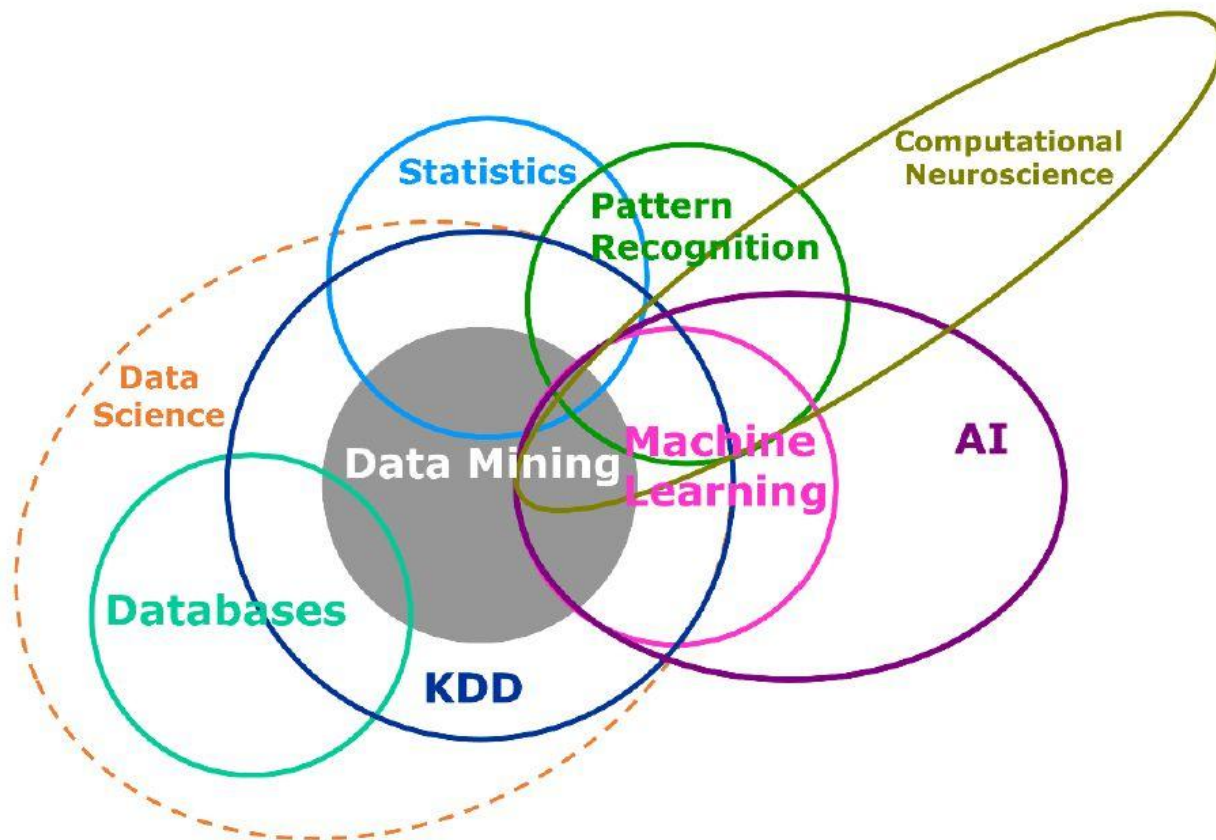 Computational
Neuroscience
Statistics
Pattern
Recognition
Data
Science
AI
Machine
Learning
Data Mining
Databases
KDD